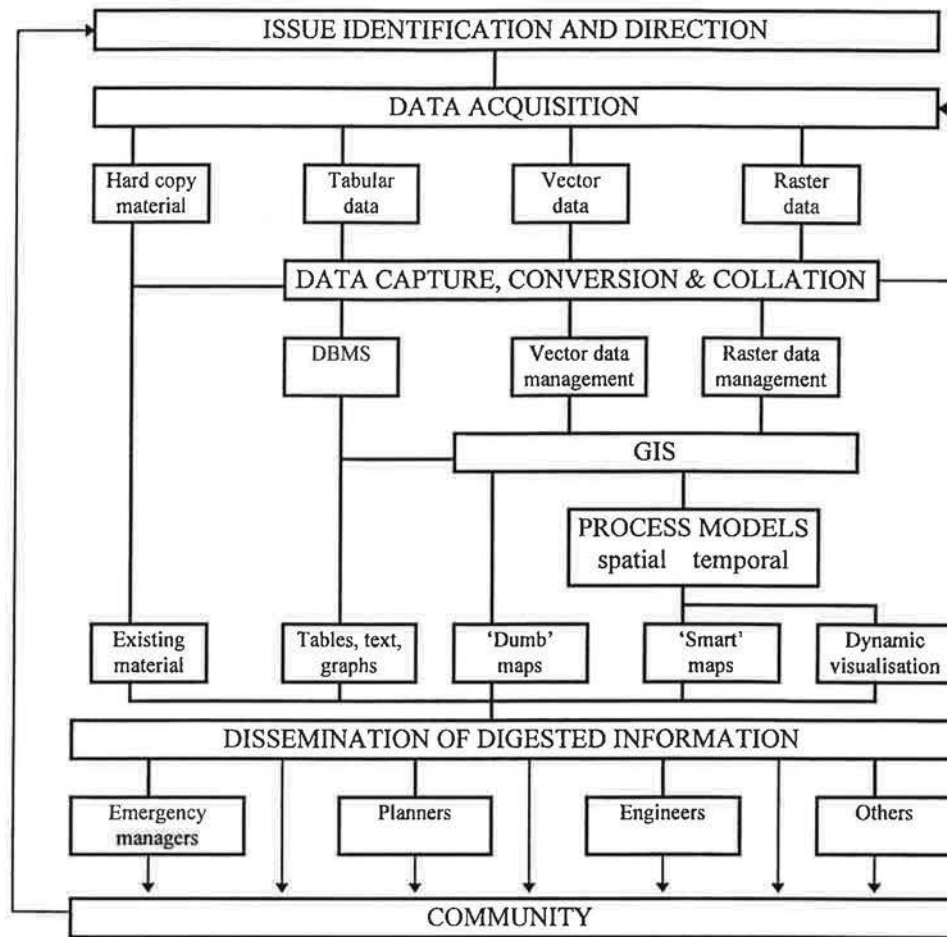 ISSUE IDENTIFICATION AND DIRECTION
DATA ACQUISITION
Hard copy
material
Tabular
data
Vector
data
Raster
data
DATA CAPTURE, CONVERSION & COLLATION
DBMS
Vector data
management
Raster data
management
GIS
PROCESS MODELS
spatial temporal
Existing
material
Tables, text,
graphs
‘Dumb’
maps
‘Smart’
maps
Dynamic
visualisation
DISSEMINATION OF DIGESTED INFORMATION
Emergency
managers
Planners
Engineers
Others
COMMUNITY